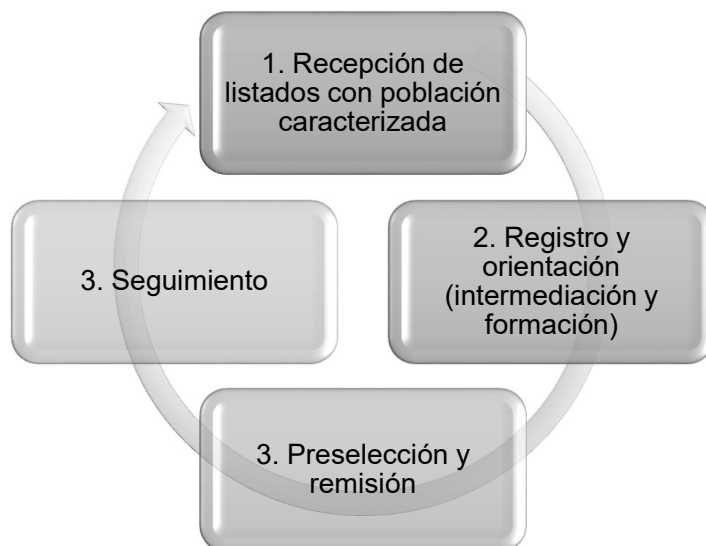 1. Recepción de
listados con población
caracterizada
2. Registro y
orientación
(intermediación y
formación)
3. Preselección y
remisión
3. Seguimiento